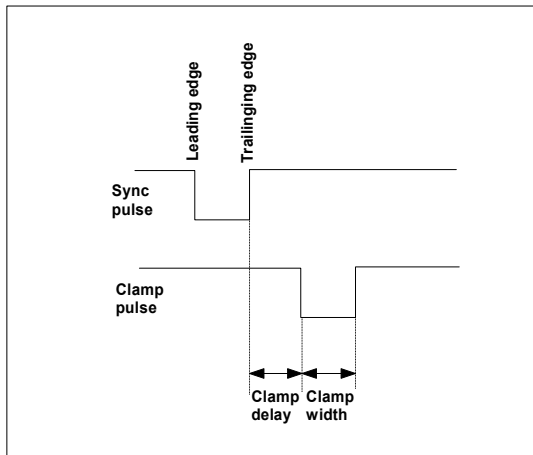 Leading edge
Trailinging edge
Sync
pulse
Clamp
pulse
Clamp
delay
Clamp
width